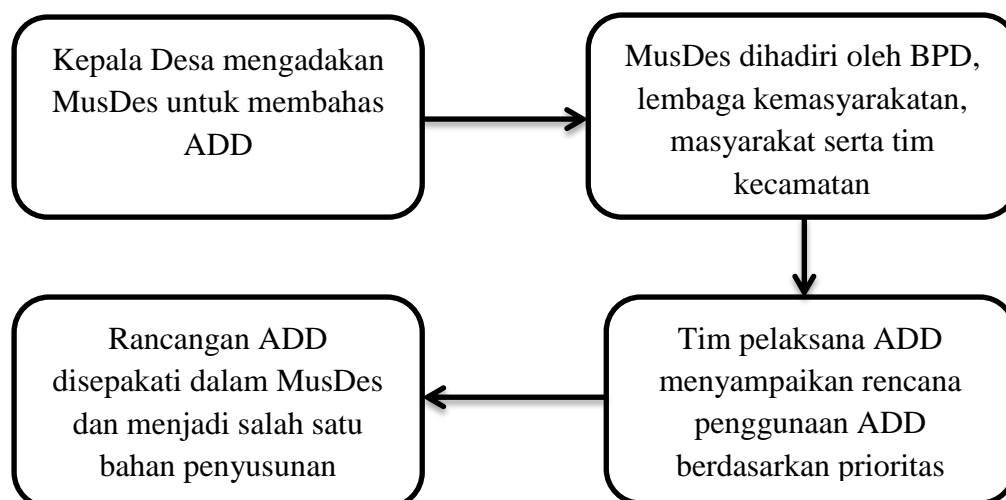 Kepala Desa mengadakan
MusDes untuk membahas
ADD
MusDes dihadiri oleh BPD,
lembaga kemasyarakatan,
masyarakat serta tim
kecamatan
Tim pelaksana ADD
menyampaikan rencana
penggunaan ADD
berdasarkan prioritas
Rancangan ADD
disepakati dalam MusDes
dan menjadi salah satu
bahan penyusunan